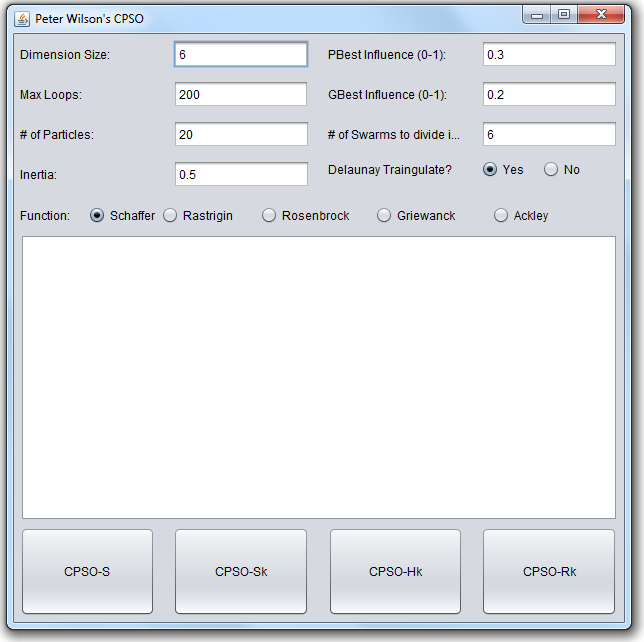 Peter Wilson's CPSO
Dimension Size: 6 PBest Influence (0-1): 0.3
Max Loops: 200 GBest Influence (0-1): 0.2
# of Particles: 20 # of Swarms to divide i... 6
Inertia: 0.5 Delaunay Traingulate? Yes No
Function: Schaffer Rastrigin Rosenbrock Griewanck Ackley
CPSO-S CPSO-Sk CPSO-Hk CPSO-Rk